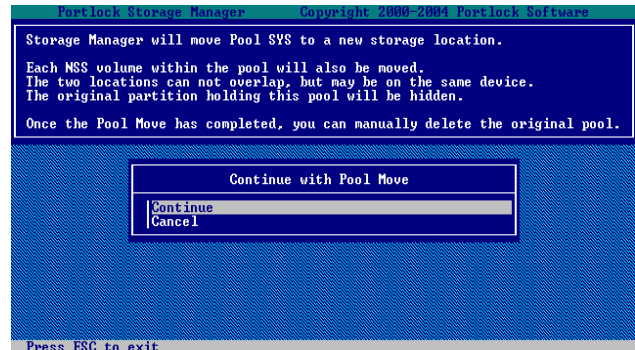 Portlock Storage Manager Copyright 2000-2004 Portlock Software
Storage Manager will move Pool SYS to a new storage location.
Each NSS volume within the pool will also be moved.
The two locations can not overlap, but may be on the same device.
The original partition holding this pool will be hidden.
Once the Pool Move has completed, you can manually delete the original pool.
Continue with Pool Move
Continue
Cancel
Press ESC to exit